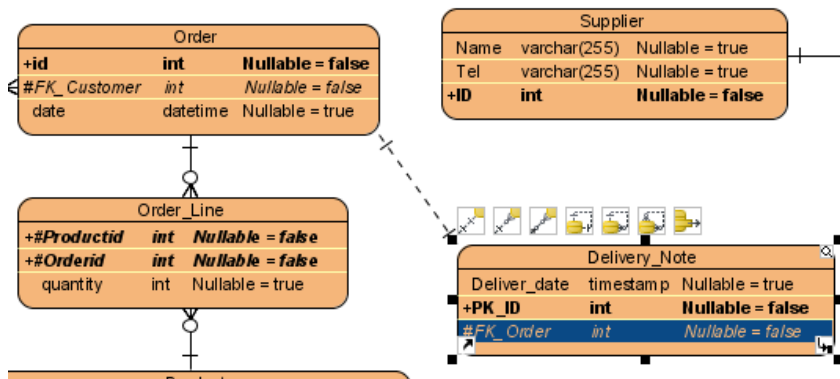 Order
+id int Nullable = false
#FK_Customer int Nullable = false
date datetime Nullable = true
Supplier
Name varchar(255) Nullable = true
Tel varchar(255) Nullable = true
+ID int Nullable = false
Order_Line
+#Productid int Nullable = false
+#Orderid int Nullable = false
quantity int Nullable = true
Delivery_Note
Deliver_date timestamp Nullable = true
+PK_ID int Nullable = false
#FK_Order int Nullable = false